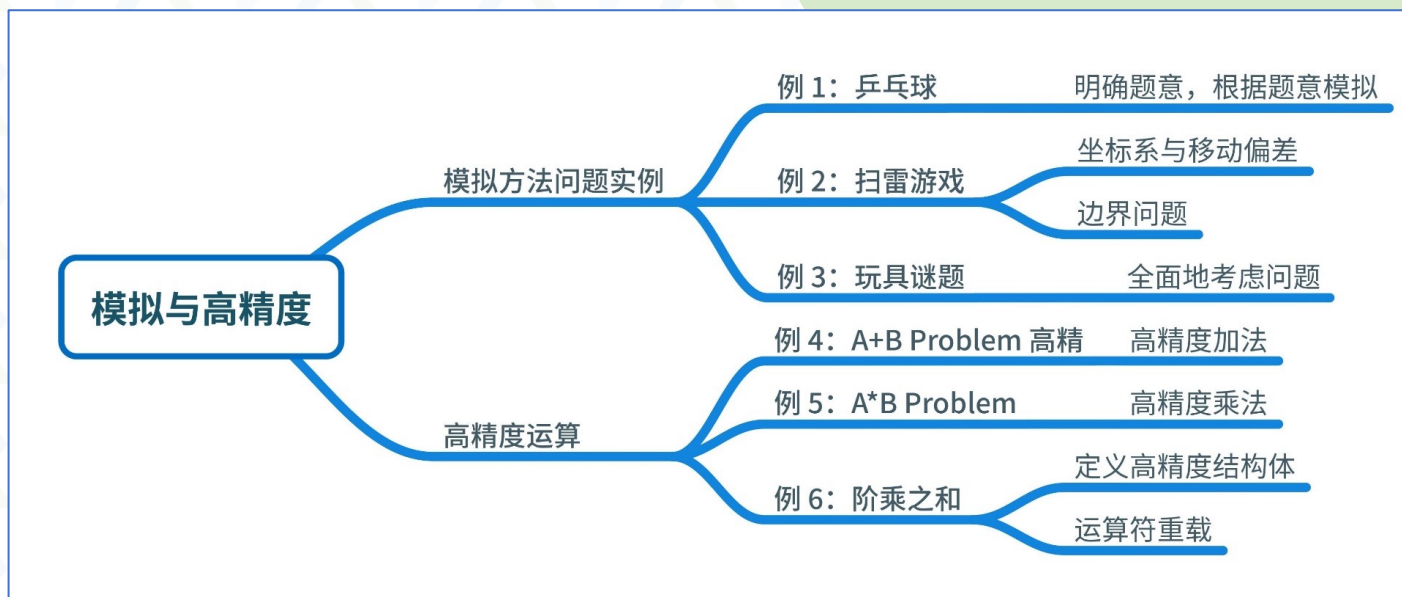 模拟与高精度
模拟方法问题实例
例 1：乒乓球
明确题意，根据题意模拟
例 2：扫雷游戏
坐标系与移动偏差
边界问题
例 3：玩具谜题
全面地考虑问题
高精度运算
例 4：A+B Problem 高精
高精度加法
例 5：A*B Problem
高精度乘法
例 6：阶乘之和
定义高精度结构体
运算符重载